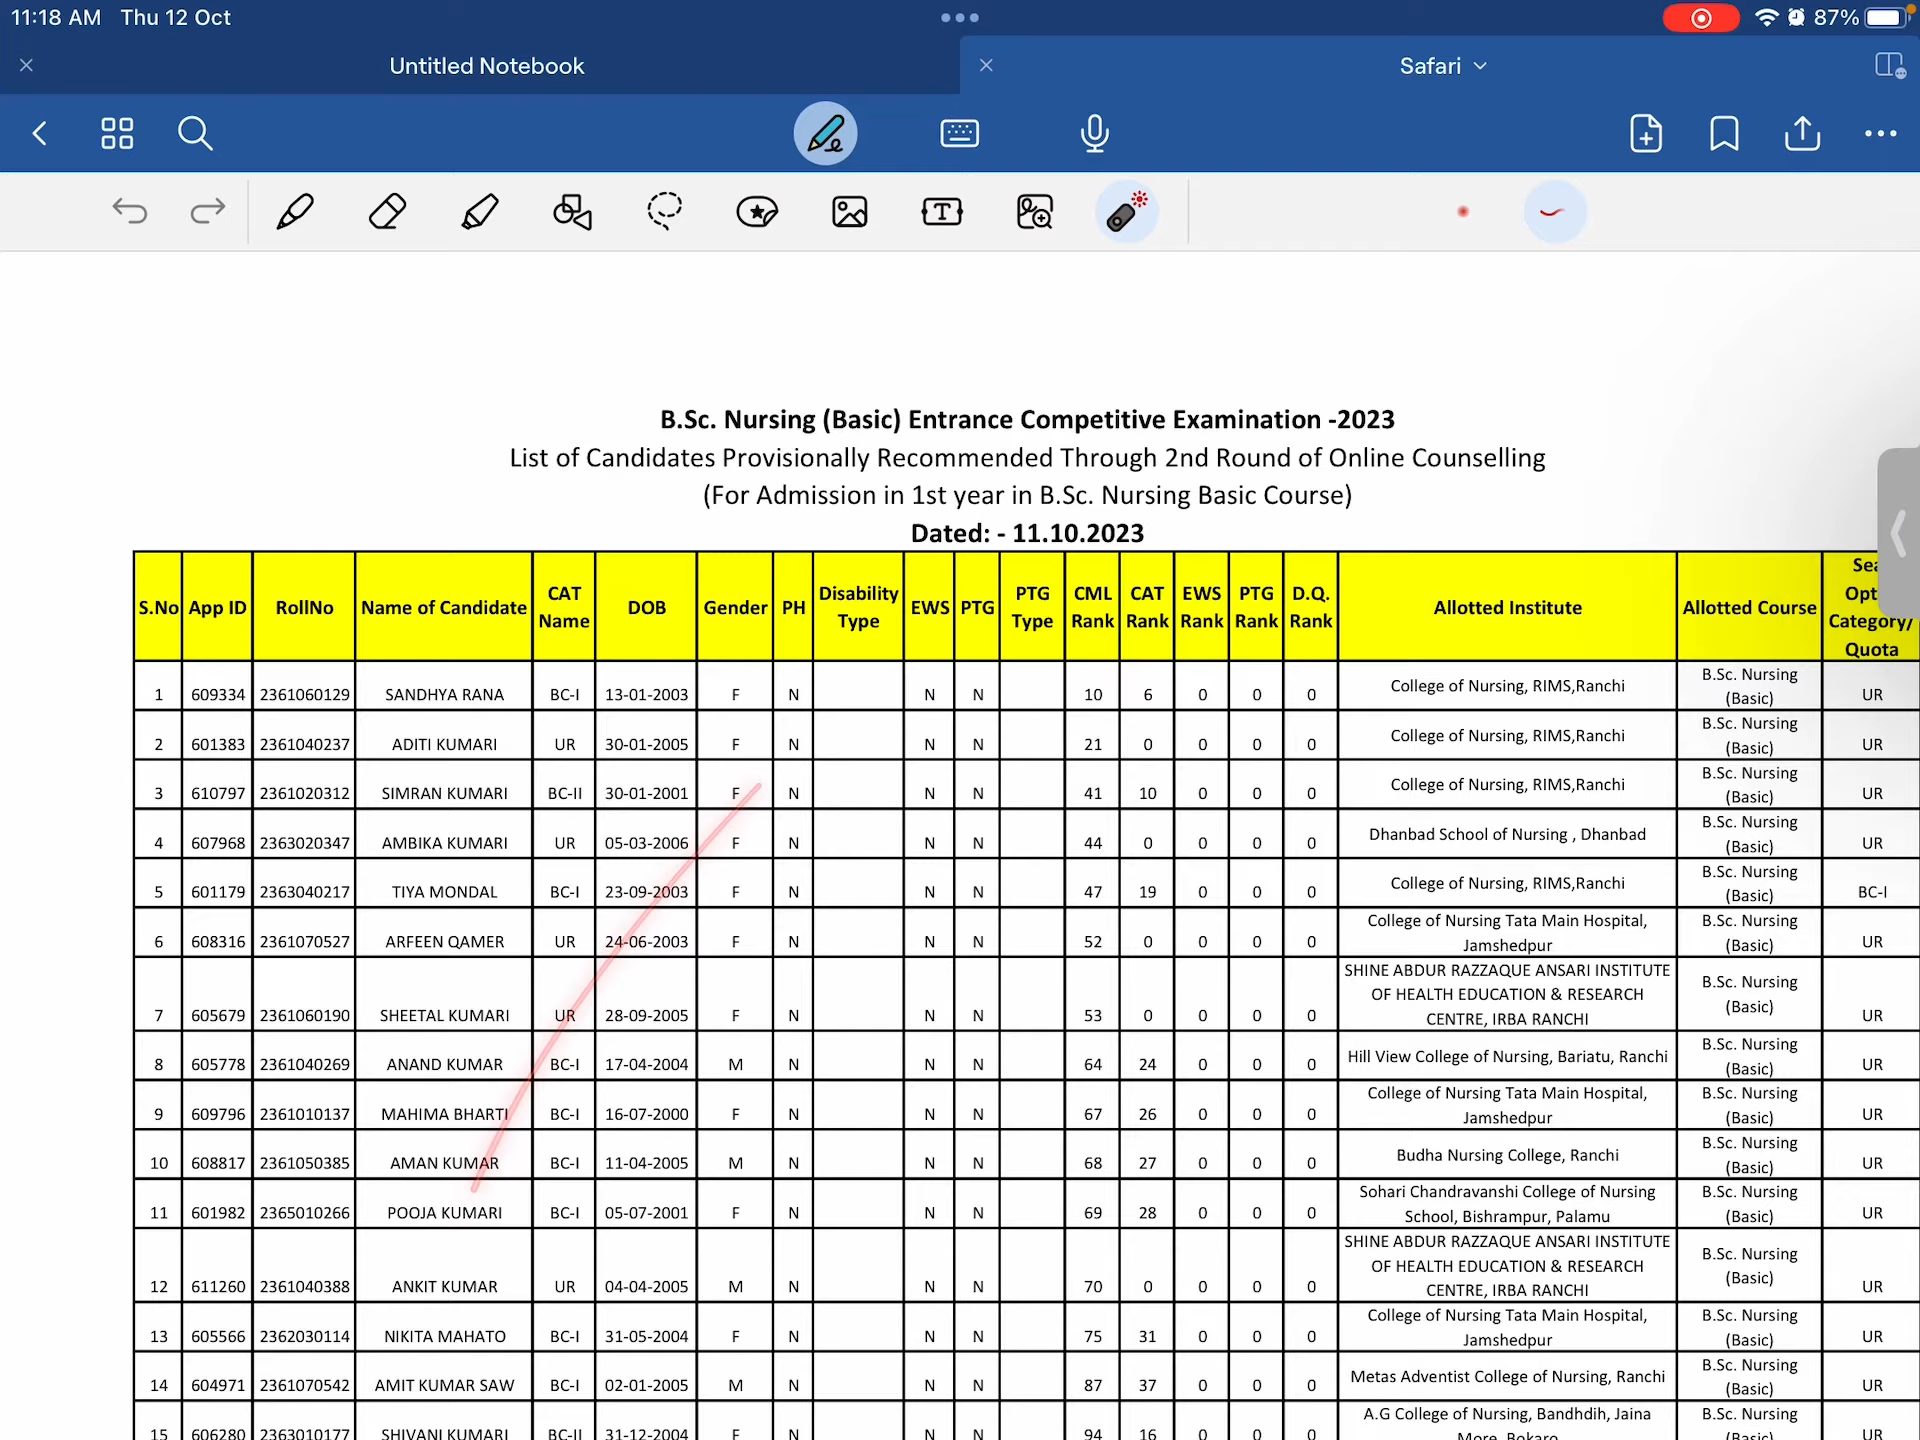 11:18 AM Thu 12 Oct
87%
Untitled Notebook
Safari
B.Sc. Nursing (Basic) Entrance Competitive Examination -2023
List of Candidates Provisionally Recommended Through 2nd Round of Online Counselling
(For Admission in 1st year in B.Sc. Nursing Basic Course)
Dated: - 11.10.2023
S.No App ID RollNo Name of Candidate CAT Name DOB Gender PH Disability Type EWS PTG PTG Type CML Rank CAT Rank EWS Rank PTG Rank D.Q. Rank Allotted Institute Allotted Course Category/ Quota
1 609334 2361060129 SANDHYA RANA BC-I 13-01-2003 F N N N 10 6 0 0 0 College of Nursing, RIMS,Ranchi B.Sc. Nursing (Basic) UR
2 601383 2361040237 ADITI KUMARI UR 30-01-2005 F N N N 21 0 0 0 0 College of Nursing, RIMS,Ranchi B.Sc. Nursing (Basic) UR
3 610797 2361020312 SIMRAN KUMARI BC-II 30-01-2001 F N N N 41 10 0 0 0 College of Nursing, RIMS,Ranchi B.Sc. Nursing (Basic) UR
4 607968 2363020347 AMBIKA KUMARI UR 05-03-2006 F N N N 44 0 0 0 0 Dhanbad School of Nursing , Dhanbad B.Sc. Nursing (Basic) UR
5 601179 2363040217 TIYA MONDAL BC-I 23-09-2003 F N N N 47 19 0 0 0 College of Nursing, RIMS,Ranchi B.Sc. Nursing (Basic) BC-I
6 608316 2361070527 ARFEEN QAMER UR 24-06-2003 F N N N 52 0 0 0 0 College of Nursing Tata Main Hospital, Jamshedpur B.Sc. Nursing (Basic) UR
7 605679 2361060190 SHEETAL KUMARI UR 28-09-2005 F N N N 53 0 0 0 0 SHINE ABDUR RAZZAQUE ANSARI INSTITUTE OF HEALTH EDUCATION & RESEARCH CENTRE, IRBA RANCHI B.Sc. Nursing (Basic) UR
8 605778 2361040269 ANAND KUMAR BC-I 17-04-2004 M N N N 64 24 0 0 0 Hill View College of Nursing, Bariatu, Ranchi B.Sc. Nursing (Basic) UR
9 609796 2361010137 MAHIMA BHARTI BC-I 16-07-2000 F N N N 67 26 0 0 0 College of Nursing Tata Main Hospital, Jamshedpur B.Sc. Nursing (Basic) UR
10 608817 2361050385 AMAN KUMAR BC-I 11-04-2005 M N N N 68 27 0 0 0 Budha Nursing College, Ranchi B.Sc. Nursing (Basic) UR
11 601982 2365010266 POOJA KUMARI BC-I 05-07-2001 F N N N 69 28 0 0 0 Sohari Chandravanshi College of Nursing School, Bishrampur, Palamu B.Sc. Nursing (Basic) UR
12 611260 2361040388 ANKIT KUMAR UR 04-04-2005 M N N N 70 0 0 0 0 SHINE ABDUR RAZZAQUE ANSARI INSTITUTE OF HEALTH EDUCATION & RESEARCH CENTRE, IRBA RANCHI B.Sc. Nursing (Basic) UR
13 605566 2362030114 NIKITA MAHATO BC-I 31-05-2004 F N N N 75 31 0 0 0 College of Nursing Tata Main Hospital, Jamshedpur B.Sc. Nursing (Basic) UR
14 604971 2361070542 AMIT KUMAR SAW BC-I 02-01-2005 M N N N 87 37 0 0 0 Metas Adventist College of Nursing, Ranchi B.Sc. Nursing (Basic) UR
15 606280 2363010177 SHIVANI KUMARI BC-II 31-12-2004 F N N N 94 16 0 0 0 A.G College of Nursing, Bandhdih, Jaina More, Bokaro B.Sc. Nursing (Basic) UR